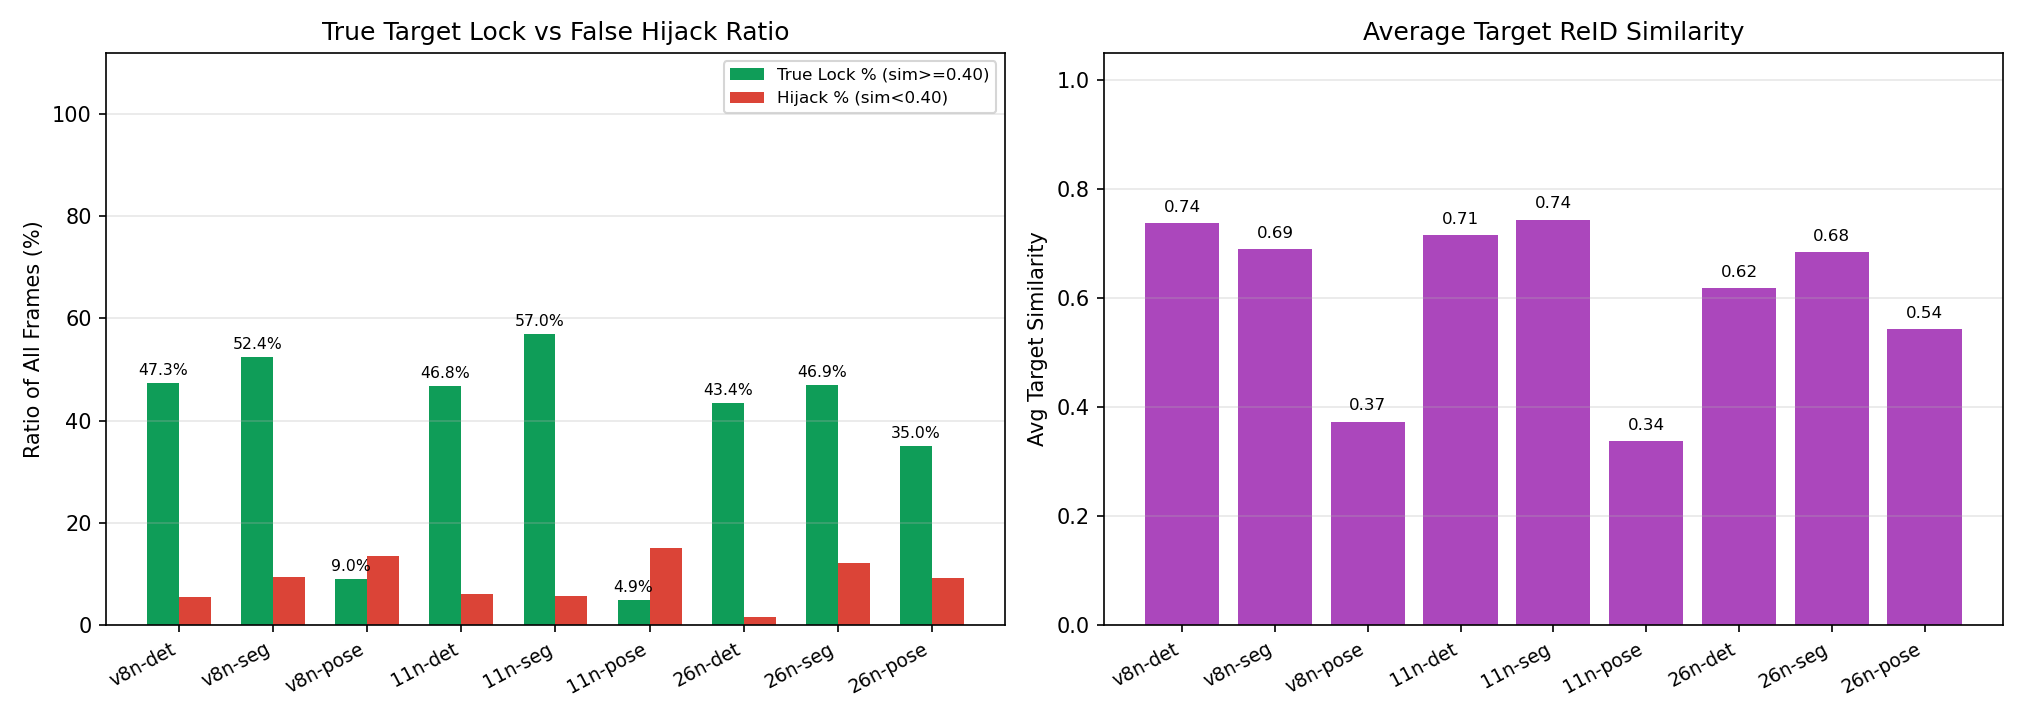 True Target Lock vs False Hijack Ratio
Ratio of All Frames (%)
100
80
60
40
20
0
True Lock % (sim>=0.40)
Hijack % (sim<0.40)
47.3%
52.4%
9.0%
46.8%
57.0%
4.9%
43.4%
46.9%
35.0%
v8n-det
v8n-seg
v8n-pose
11n-det
11n-seg
11n-pose
26n-det
26n-seg
26n-pose
Average Target ReID Similarity
Avg Target Similarity
1.0
0.8
0.6
0.4
0.2
0.0
0.74
0.69
0.37
0.71
0.74
0.34
0.62
0.68
0.54
v8n-det
v8n-seg
v8n-pose
11n-det
11n-seg
11n-pose
26n-det
26n-seg
26n-pose